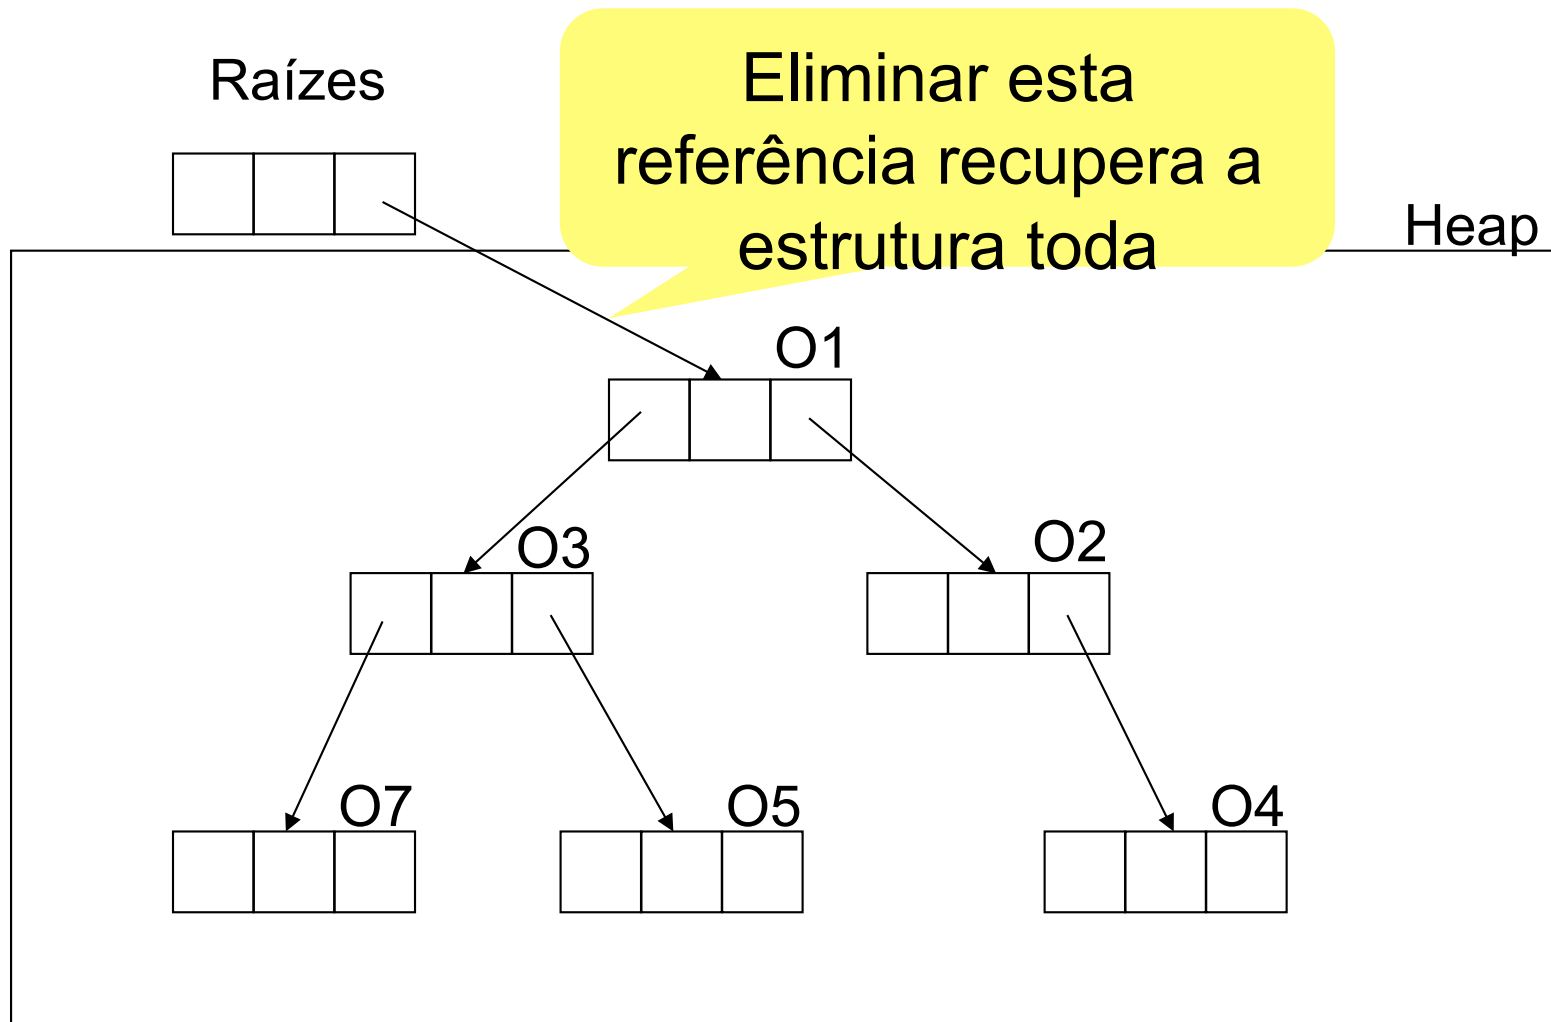 Raízes
Eliminar esta
referência recupera a
estrutura toda
Heap
O1
O3
O2
O7
O5
O4